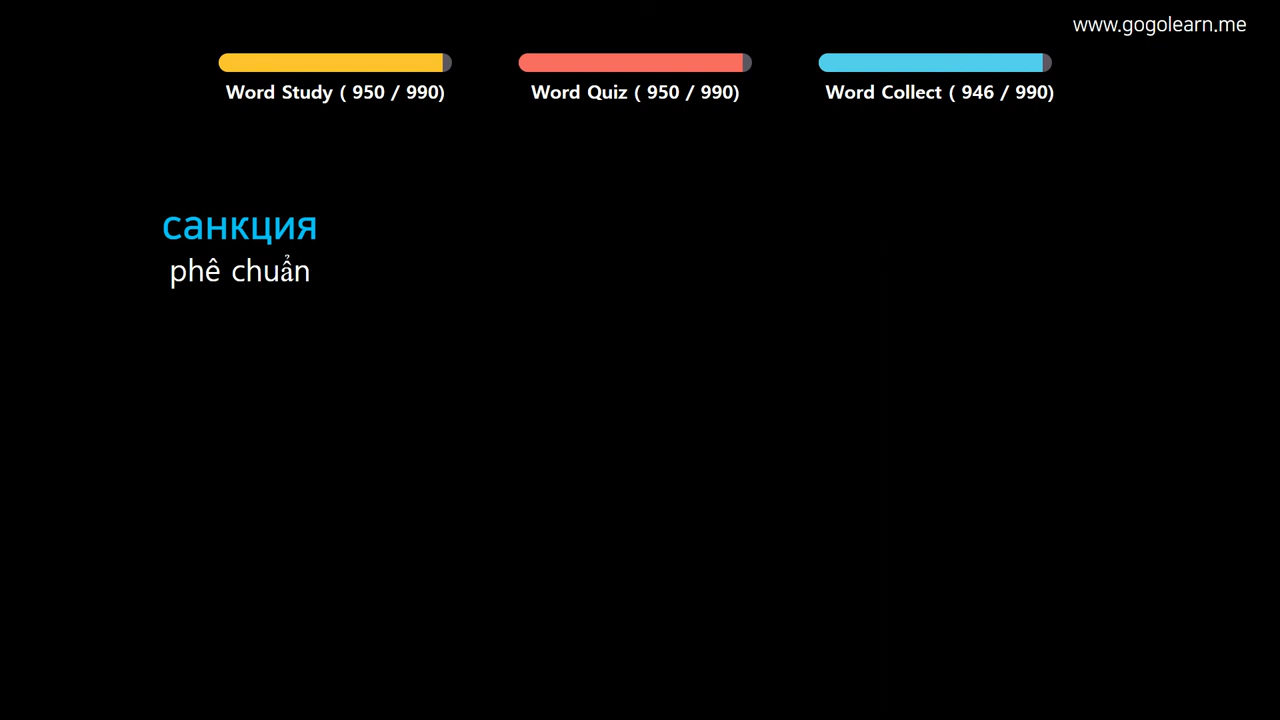 www.gogolearn.me
Word Study ( 950 / 990)
Word Quiz ( 950 / 990)
Word Collect ( 946 / 990)
санкция
phê chuẩn